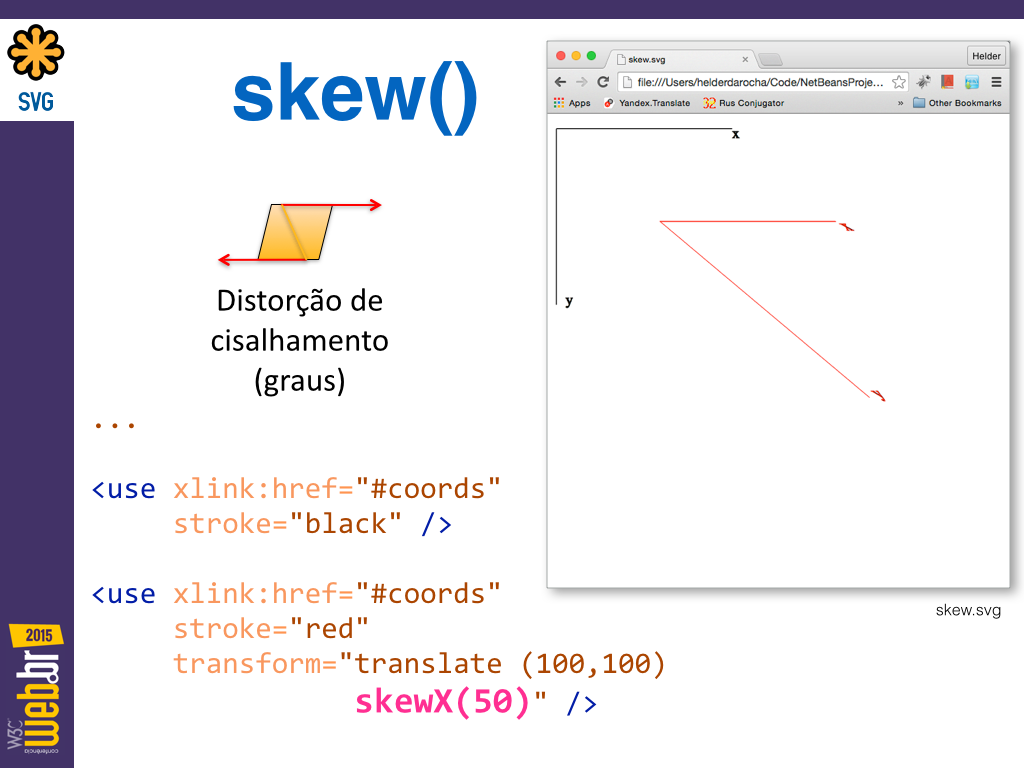 SVG
skew()
Distorção de
cisalhamento
(graus)
...
<use xlink:href="#coords"
stroke="black" />
<use xlink:href="#coords"
stroke="red"
transform="translate (100,100)
skewX(50)" />
skew.svg
Helder
file:///Users/helderdarocha/Code/NetBeansProje...
Apps
Yandex.Translate
32 Rus Conjugator
»
Other Bookmarks
x
y
x
y
skew.svg
2015
W3C web.br
conferência